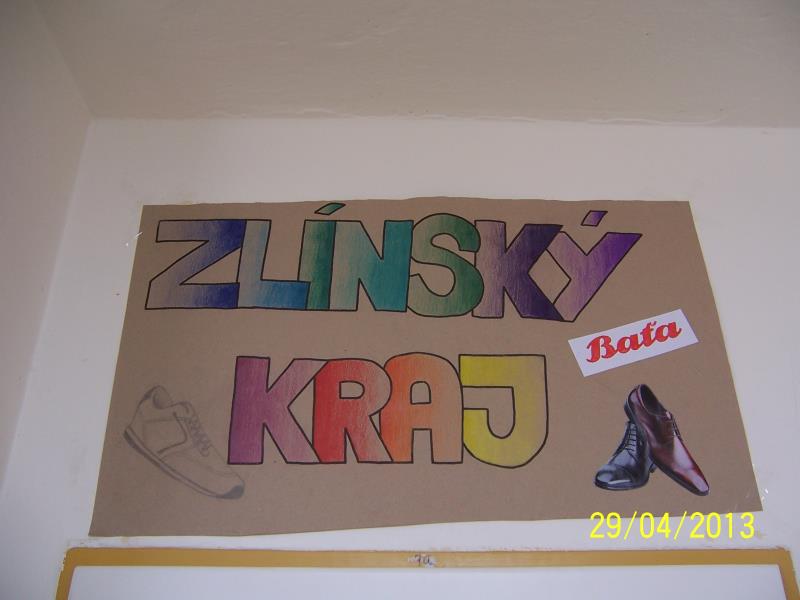 ZLÍNSKÝ
KRAJ
Baťa
29/04/2013